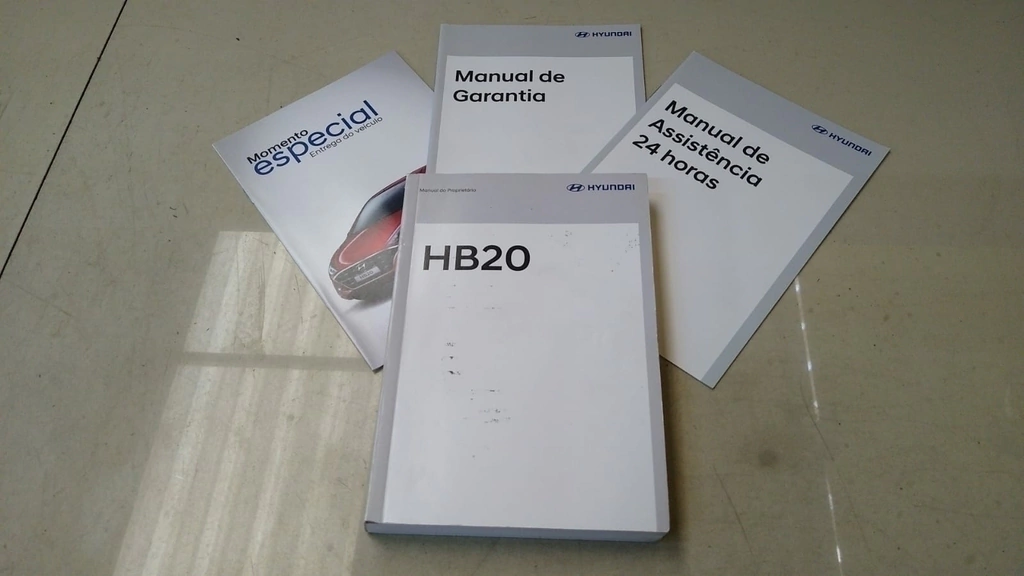 HYUNDAI
Manual de
Garantia
Momento
especial
Entrega do veículo
HYUNDAI
Manual de
Assistência
24 horas
Manual do Proprietário
HYUNDAI
HB20